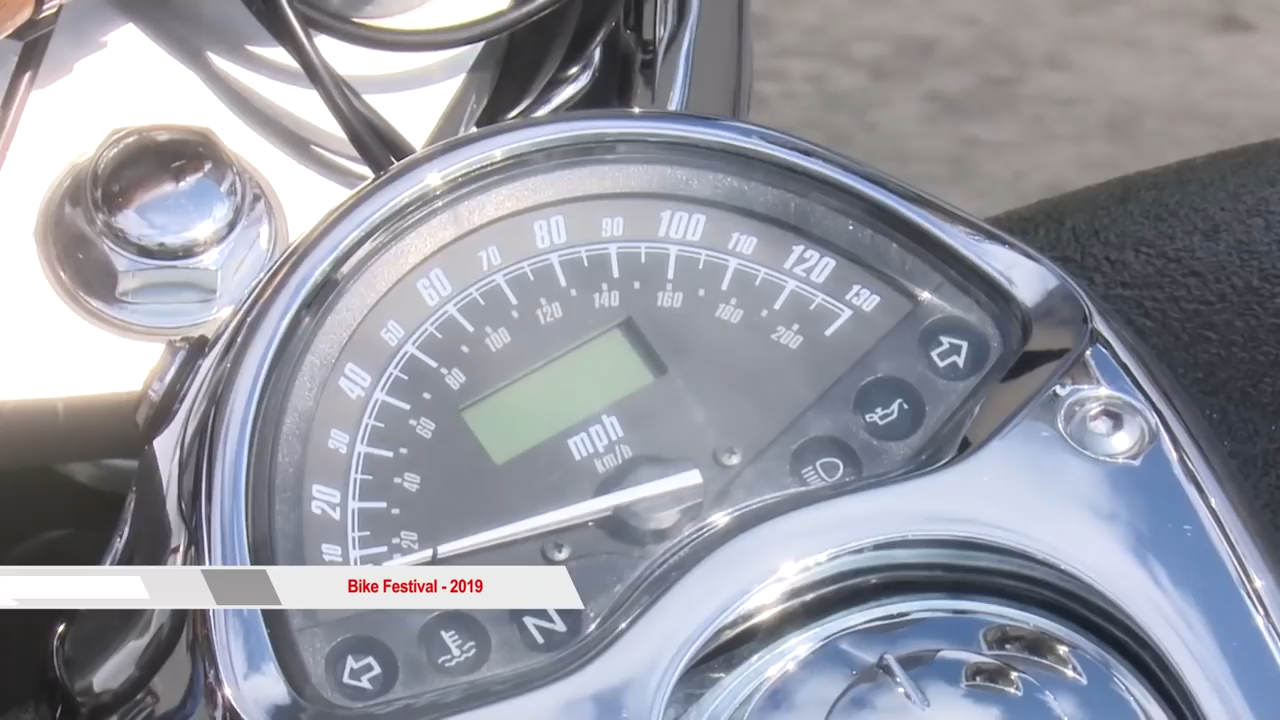 10 20 30 40 50 60 70 80 90 100 110 120 130
20 40 60 80 100 120 140 160 180 200
mph
km/h
Bike Festival - 2019
N